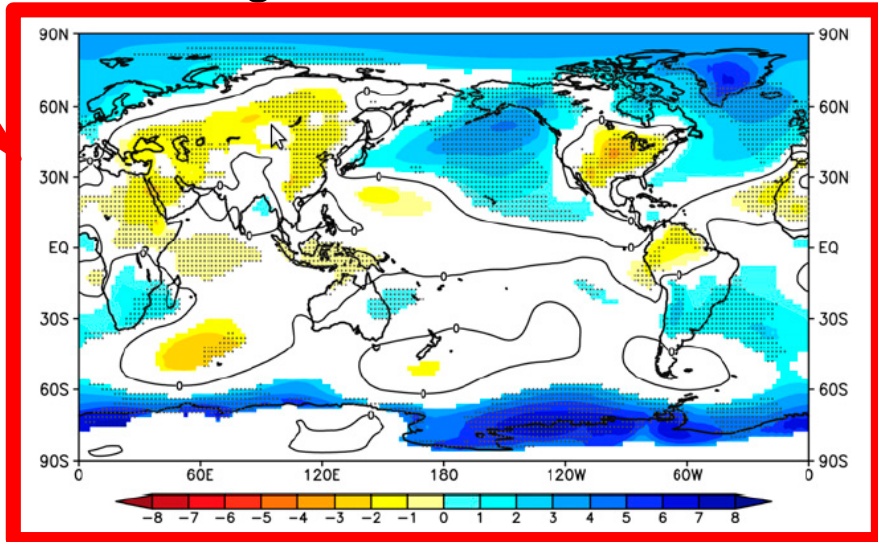 90N 90N
60N 60N
30N 30N
EQ EQ
30S 30S
60S 60S
90S 90S
0 60E 120E 180 120W 60W 0
-8 -7 -6 -5 -4 -3 -2 -1 0 1 2 3 4 5 6 7 8